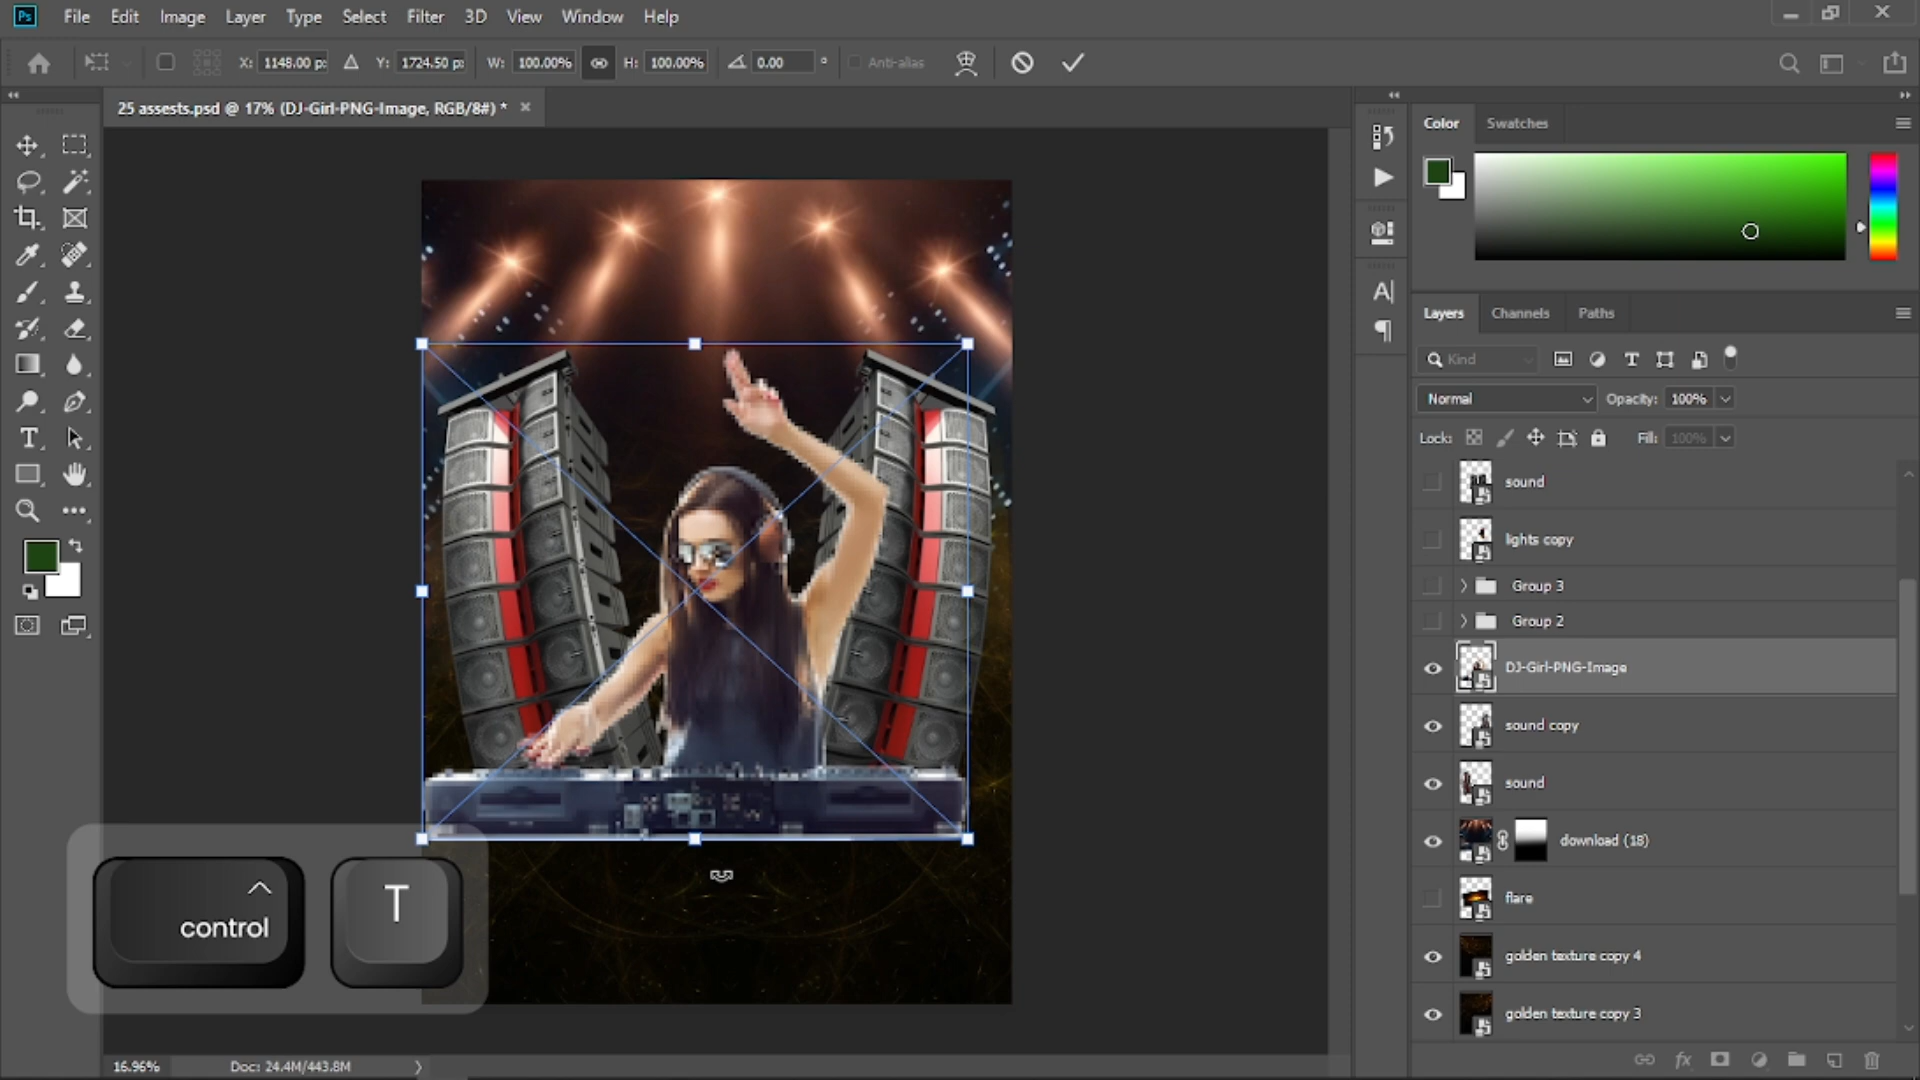 Ps File Edit Image Layer Type Select Filter 3D View Window Help
X: 1148.00 px Y: 1724.50 px W: 100.00% H: 100.00% 0.00 ° Anti-alias
25 assests.psd @ 17% (DJ-Girl-PNG-Image, RGB/8#) *
Color Swatches
Layers Channels Paths
Kind
Normal Opacity: 100%
Lock: Fill: 100%
sound
lights copy
Group 3
Group 2
DJ-Girl-PNG-Image
sound copy
sound
download (18)
flare
golden texture copy 4
golden texture copy 3
control T
16.96% Doc: 24.4M/443.8M